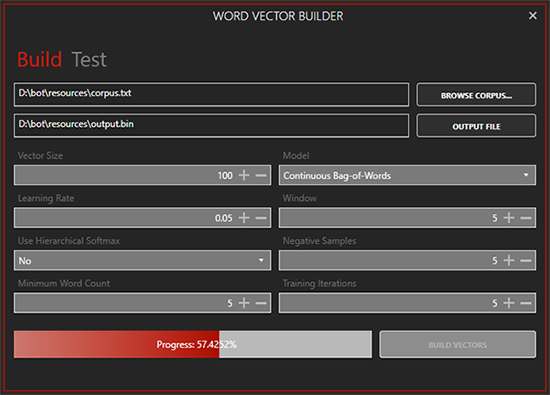 WORD VECTOR BUILDER
Build Test
D:\bot\resources\corpus.txt
BROWSE CORPUS...
D:\bot\resources\output.bin
OUTPUT FILE
Vector Size
Model
100
Continuous Bag-of-Words
Learning Rate
Window
0.05
5
Use Hierarchical Softmax
Negative Samples
No
5
Minimum Word Count
Training Iterations
5
5
Progress: 57.4252%
BUILD VECTORS